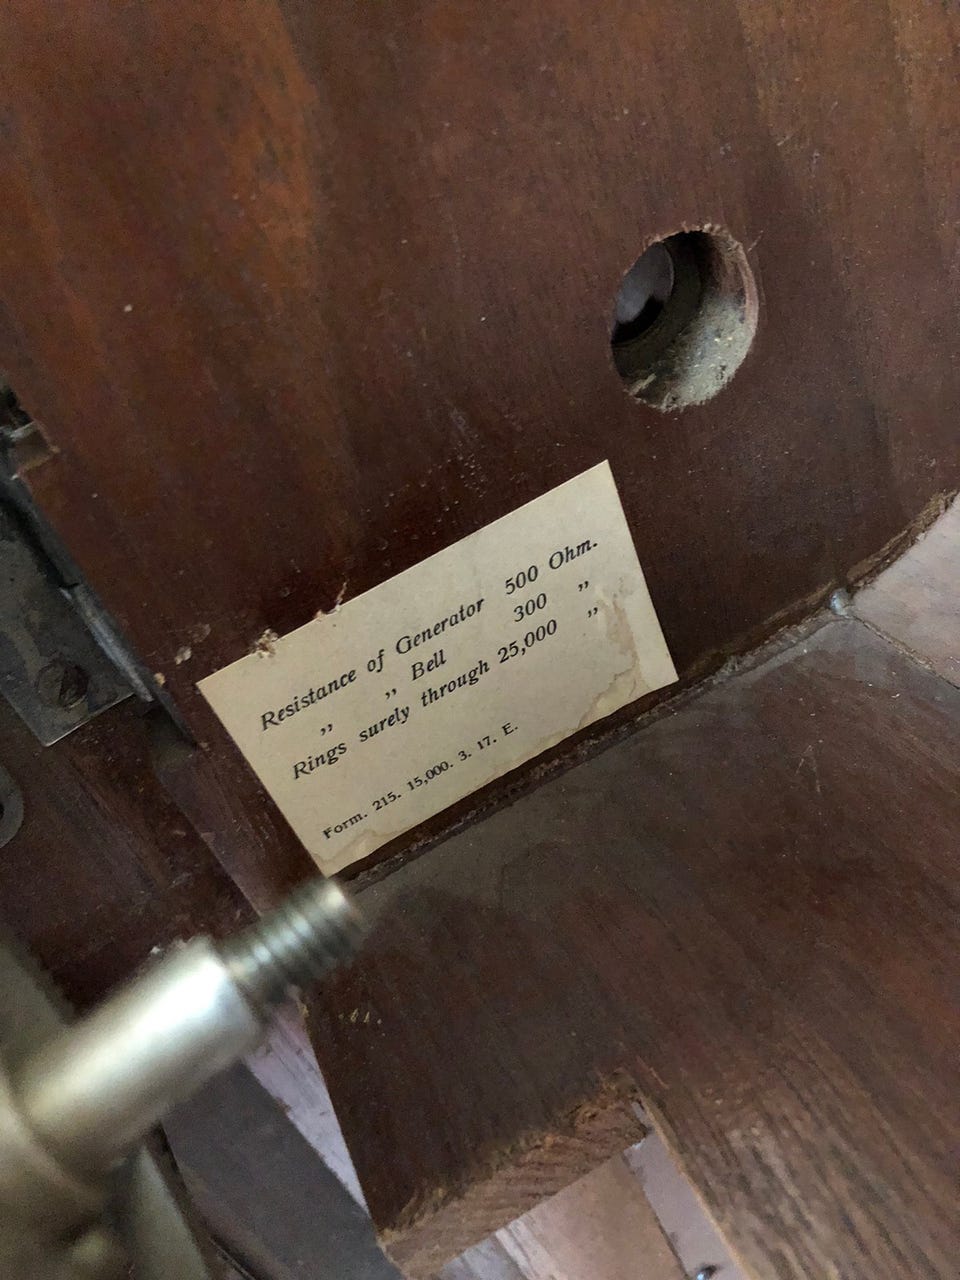 Resistance of Generator 500 Ohm.
„ „ Bell 300 „
Rings surely through 25,000 „
Form. 215. 15,000. 3. 17. E.